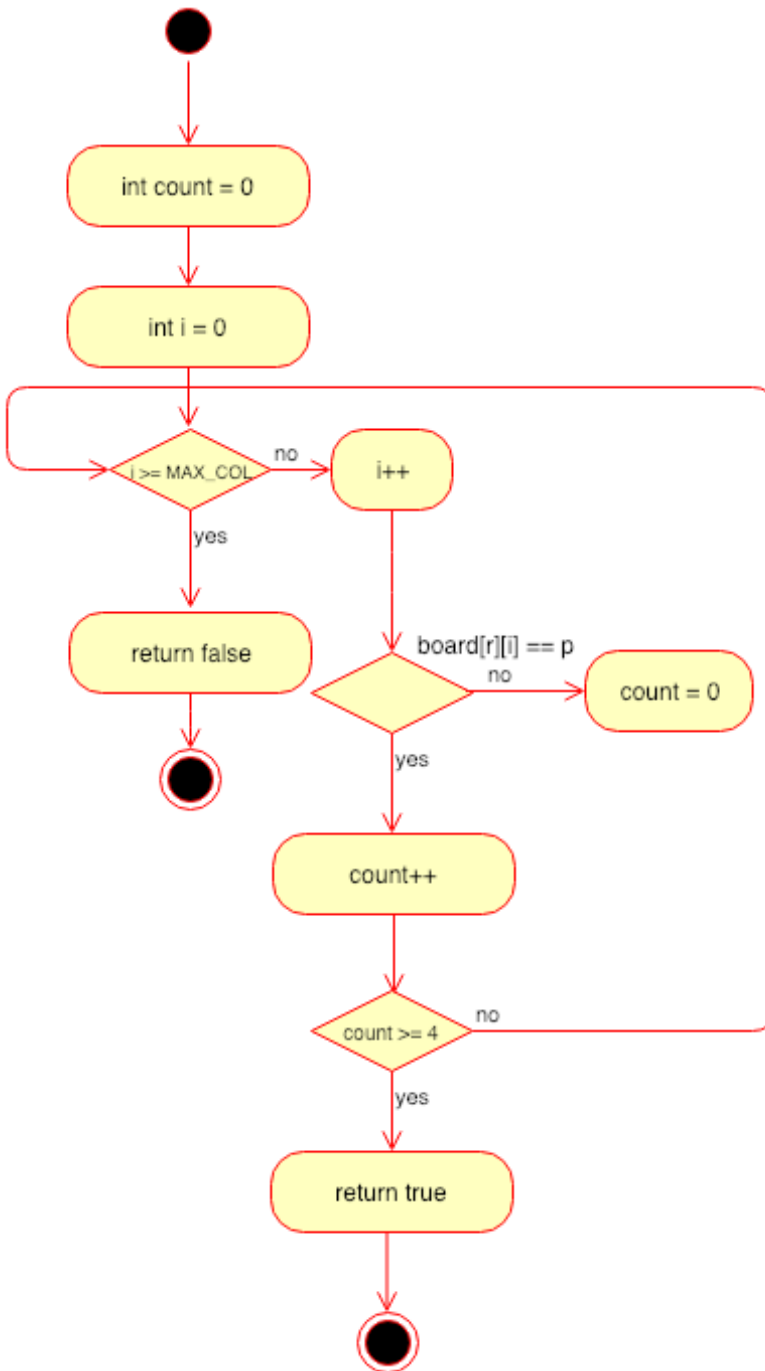 int count = 0
int i = 0
i >= MAX_COL
no
i++
yes
return false
board[r][i] == p
no
count = 0
yes
count++
count >= 4
no
yes
return true